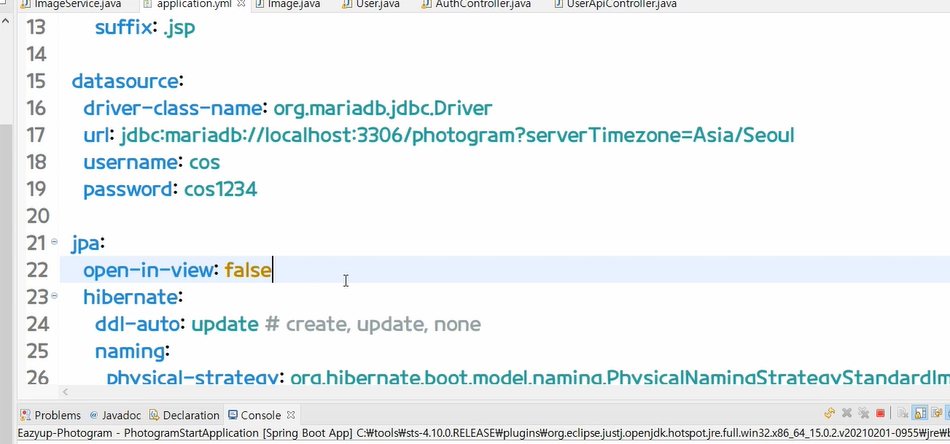 ImageService.java application.yml Image.java User.java AuthController.java UserApiController.java
13 suffix: .jsp
14
15 datasource:
16 driver-class-name: org.mariadb.jdbc.Driver
17 url: jdbc:mariadb://localhost:3306/photogram?serverTimezone=Asia/Seoul
18 username: cos
19 password: cos1234
20
21 jpa:
22 open-in-view: false
23 hibernate:
24 ddl-auto: update # create, update, none
25 naming:
26 physical-strategy: org.hibernate.boot.model.naming.PhysicalNamingStrategyStandardIm
Problems Javadoc Declaration Console
Eazyup-Photogram - PhotogramStartApplication [Spring Boot App] C:₩tools₩sts-4.10.0.RELEASE₩plugins₩org.eclipse.justj.openjdk.hotspot.jre.full.win32.x86_64_15.0.2.v20210201-0955₩jre₩